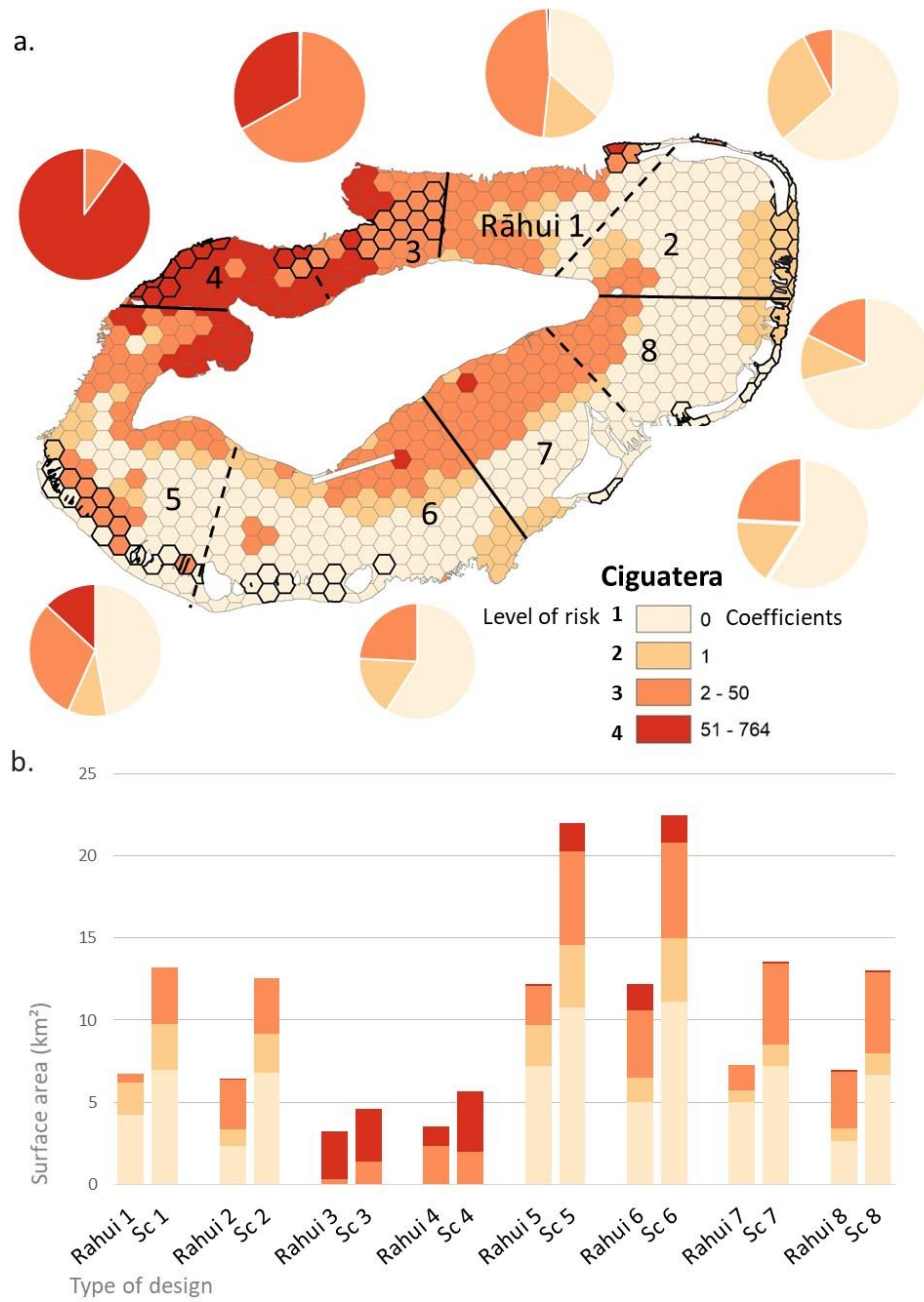 a.
Rāhui 1
2
3
4
8
7
5
6
Ciguatera
Level of risk 1 0 Coefficients
2 1
3 2 - 50
4 51 - 764
b.
25
20
15
10
5
0
Surface area (km²)
Rahui 1
Sc 1
Rahui 2
Sc 2
Rahui 3
Sc 3
Rahui 4
Sc 4
Rahui 5
Sc 5
Rahui 6
Sc 6
Rahui 7
Sc 7
Rahui 8
Sc 8
Type of design